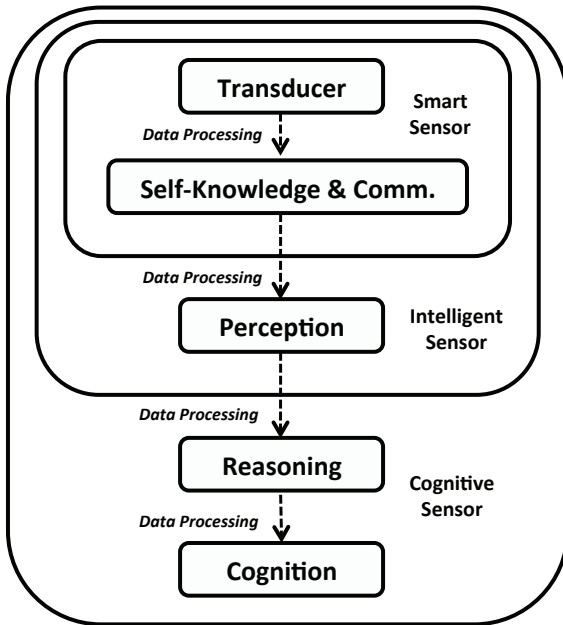 Transducer
Smart
Sensor
Data Processing
Self-Knowledge & Comm.
Data Processing
Perception
Intelligent
Sensor
Data Processing
Reasoning
Cognitive
Sensor
Data Processing
Cognition